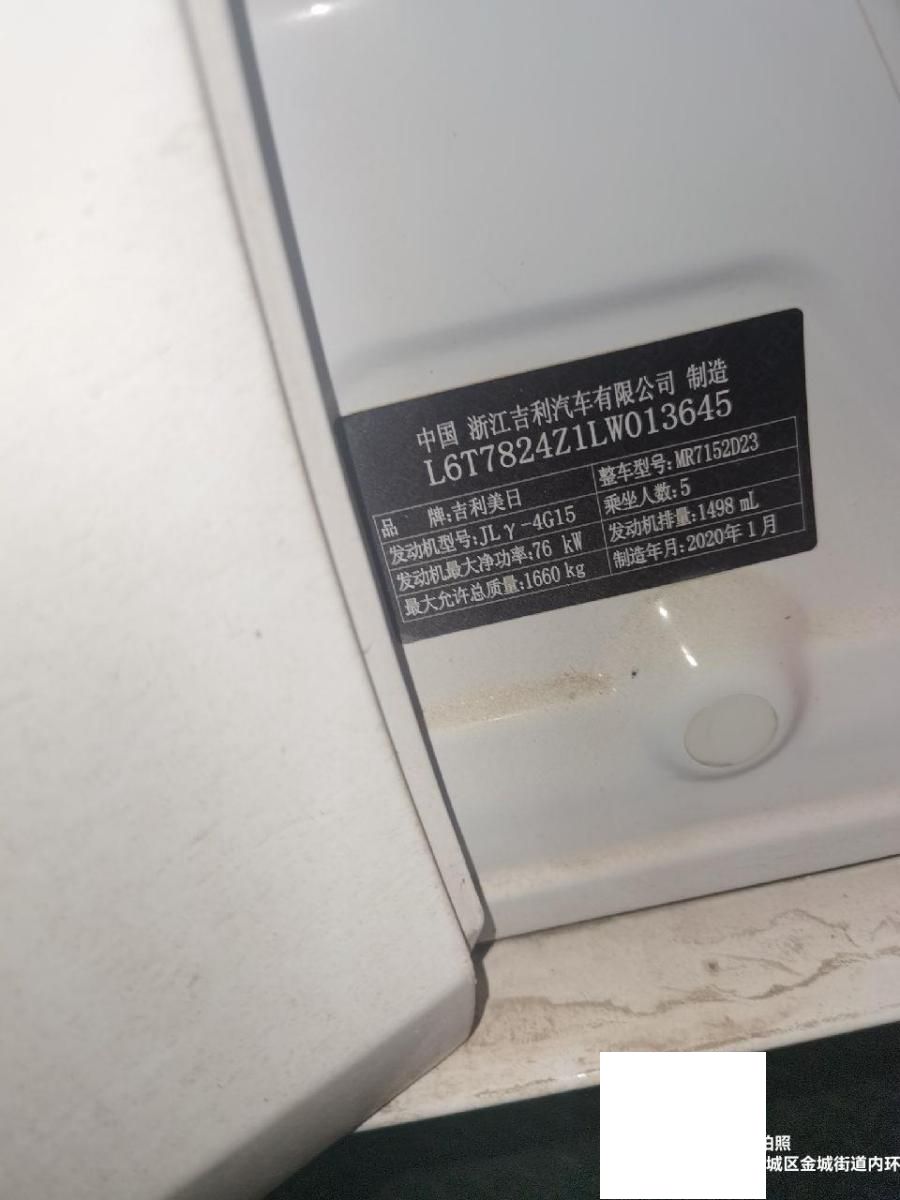 中国 浙江吉利汽车有限公司 制造
L6T7824Z1LW013645
品 牌:吉利美日 整车型号:MR7152D23
发动机型号:JLγ-4G15 乘坐人数:5
发动机最大净功率:76 kW 发动机排量:1498 mL
最大允许总质量:1660 kg 制造年月:2020年1月
拍照
城区金城街道内环